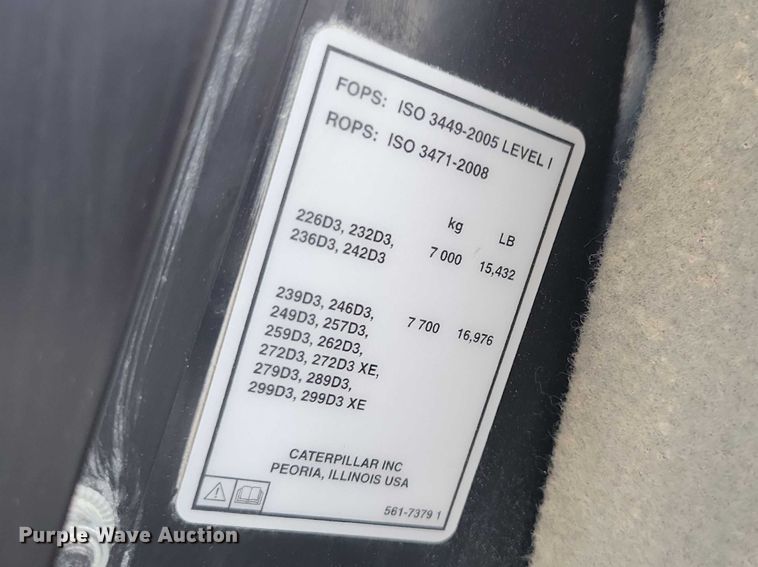 FOPS: ISO 3449-2005 LEVEL I
ROPS: ISO 3471-2008
kg LB
226D3, 232D3,
236D3, 242D3 7 000 15,432
239D3, 246D3,
249D3, 257D3, 7 700 16,976
259D3, 262D3,
272D3, 272D3 XE,
279D3, 289D3,
299D3, 299D3 XE
CATERPILLAR INC
PEORIA, ILLINOIS USA
561-7379 1
Purple Wave Auction